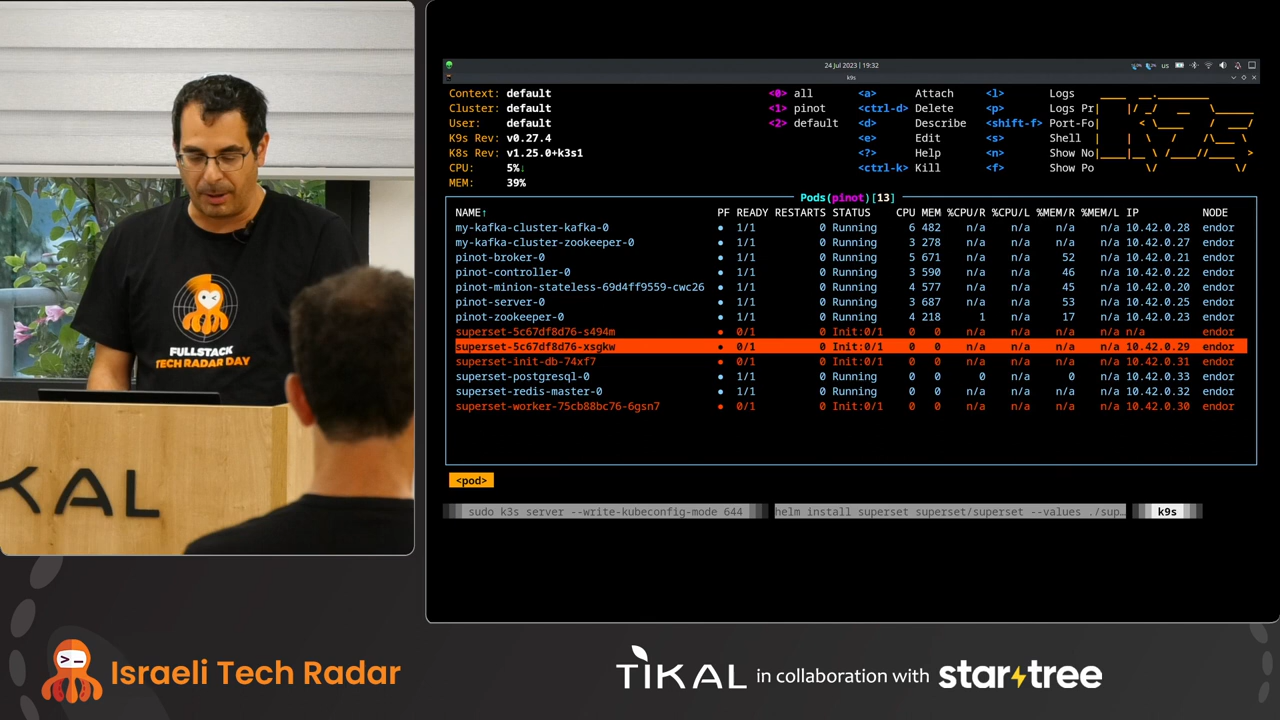 FULLSTACK
TECH RADAR DAY
IKAL
24 Jul 2023 | 19:32
us
k9s
Context: default <0> all <a> Attach <l> Logs
Cluster: default <1> pinot <ctrl-d> Delete <p> Logs Pr
User: default <2> default <d> Describe <shift-f> Port-Fo
K9s Rev: v0.27.4 <e> Edit <s> Shell
K8s Rev: v1.25.0+k3s1 <?> Help <n> Show No
CPU: 5%↓ <ctrl-k> Kill <f> Show Po
MEM: 39%
Pods(pinot)[13]
NAME↑ PF READY RESTARTS STATUS CPU MEM %CPU/R %CPU/L %MEM/R %MEM/L IP NODE
my-kafka-cluster-kafka-0 ● 1/1 0 Running 6 482 n/a n/a n/a n/a 10.42.0.28 endor
my-kafka-cluster-zookeeper-0 ● 1/1 0 Running 3 278 n/a n/a n/a n/a 10.42.0.27 endor
pinot-broker-0 ● 1/1 0 Running 5 671 n/a n/a 52 n/a 10.42.0.21 endor
pinot-controller-0 ● 1/1 0 Running 3 590 n/a n/a 46 n/a 10.42.0.22 endor
pinot-minion-stateless-69d4ff9559-cwc26 ● 1/1 0 Running 4 577 n/a n/a 45 n/a 10.42.0.20 endor
pinot-server-0 ● 1/1 0 Running 3 687 n/a n/a 53 n/a 10.42.0.25 endor
pinot-zookeeper-0 ● 1/1 0 Running 4 218 1 n/a 17 n/a 10.42.0.23 endor
superset-5c67df8d76-s494m ● 0/1 0 Init:0/1 0 0 n/a n/a n/a n/a n/a endor
superset-5c67df8d76-xsgkw ● 0/1 0 Init:0/1 0 0 n/a n/a n/a n/a 10.42.0.29 endor
superset-init-db-74xf7 ● 0/1 0 Init:0/1 0 0 n/a n/a n/a n/a 10.42.0.31 endor
superset-postgresql-0 ● 1/1 0 Running 0 0 0 n/a 0 n/a 10.42.0.33 endor
superset-redis-master-0 ● 1/1 0 Running 0 0 n/a n/a n/a n/a 10.42.0.32 endor
superset-worker-75cb88bc76-6gsn7 ● 0/1 0 Init:0/1 0 0 n/a n/a n/a n/a 10.42.0.30 endor
<pod>
sudo k3s server --write-kubeconfig-mode 644 helm install superset superset/superset --values ./sup… k9s
Israeli Tech Radar
TIKAL in collaboration with startree